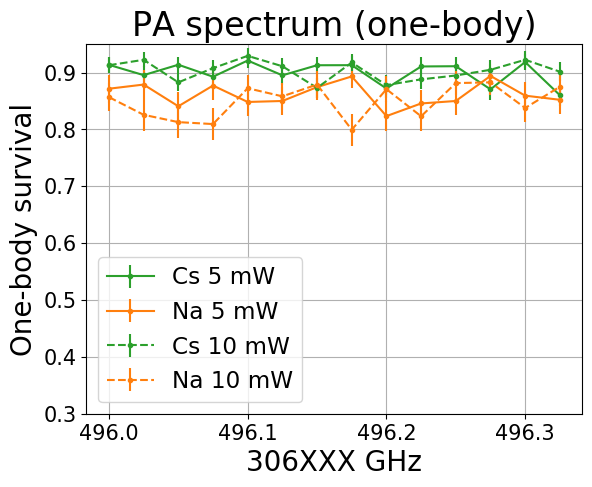 PA spectrum (one-body)
One-body survival
0.9
0.8
0.7
0.6
0.5
0.4
0.3
Cs 5 mW
Na 5 mW
Cs 10 mW
Na 10 mW
496.0 496.1 496.2 496.3
306XXX GHz